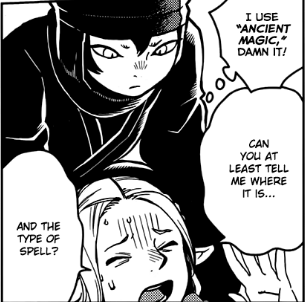 I USE
"ANCIENT
MAGIC,"
DAMN IT!
CAN
YOU AT
LEAST TELL
ME WHERE
IT IS...
AND THE
TYPE OF
SPELL?